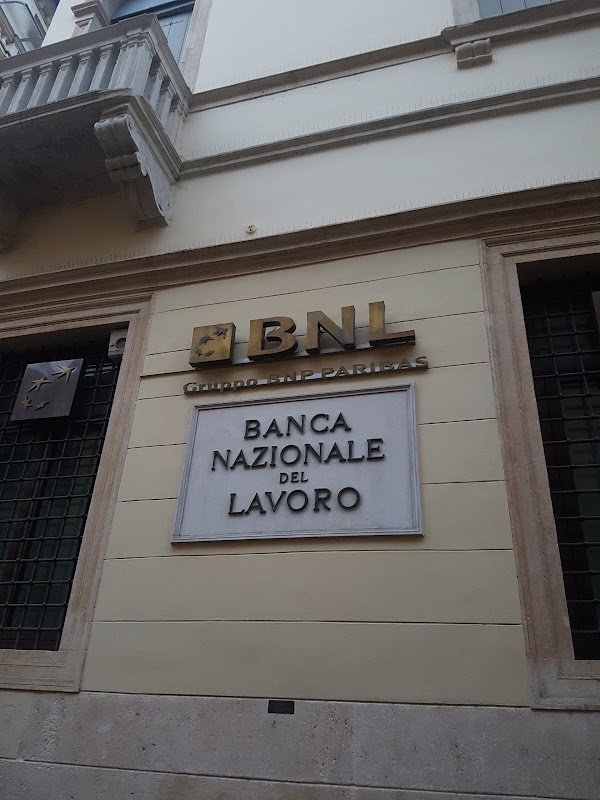 BNL
Gruppo BNP PARIBAS
BANCA
NAZIONALE
DEL
LAVORO